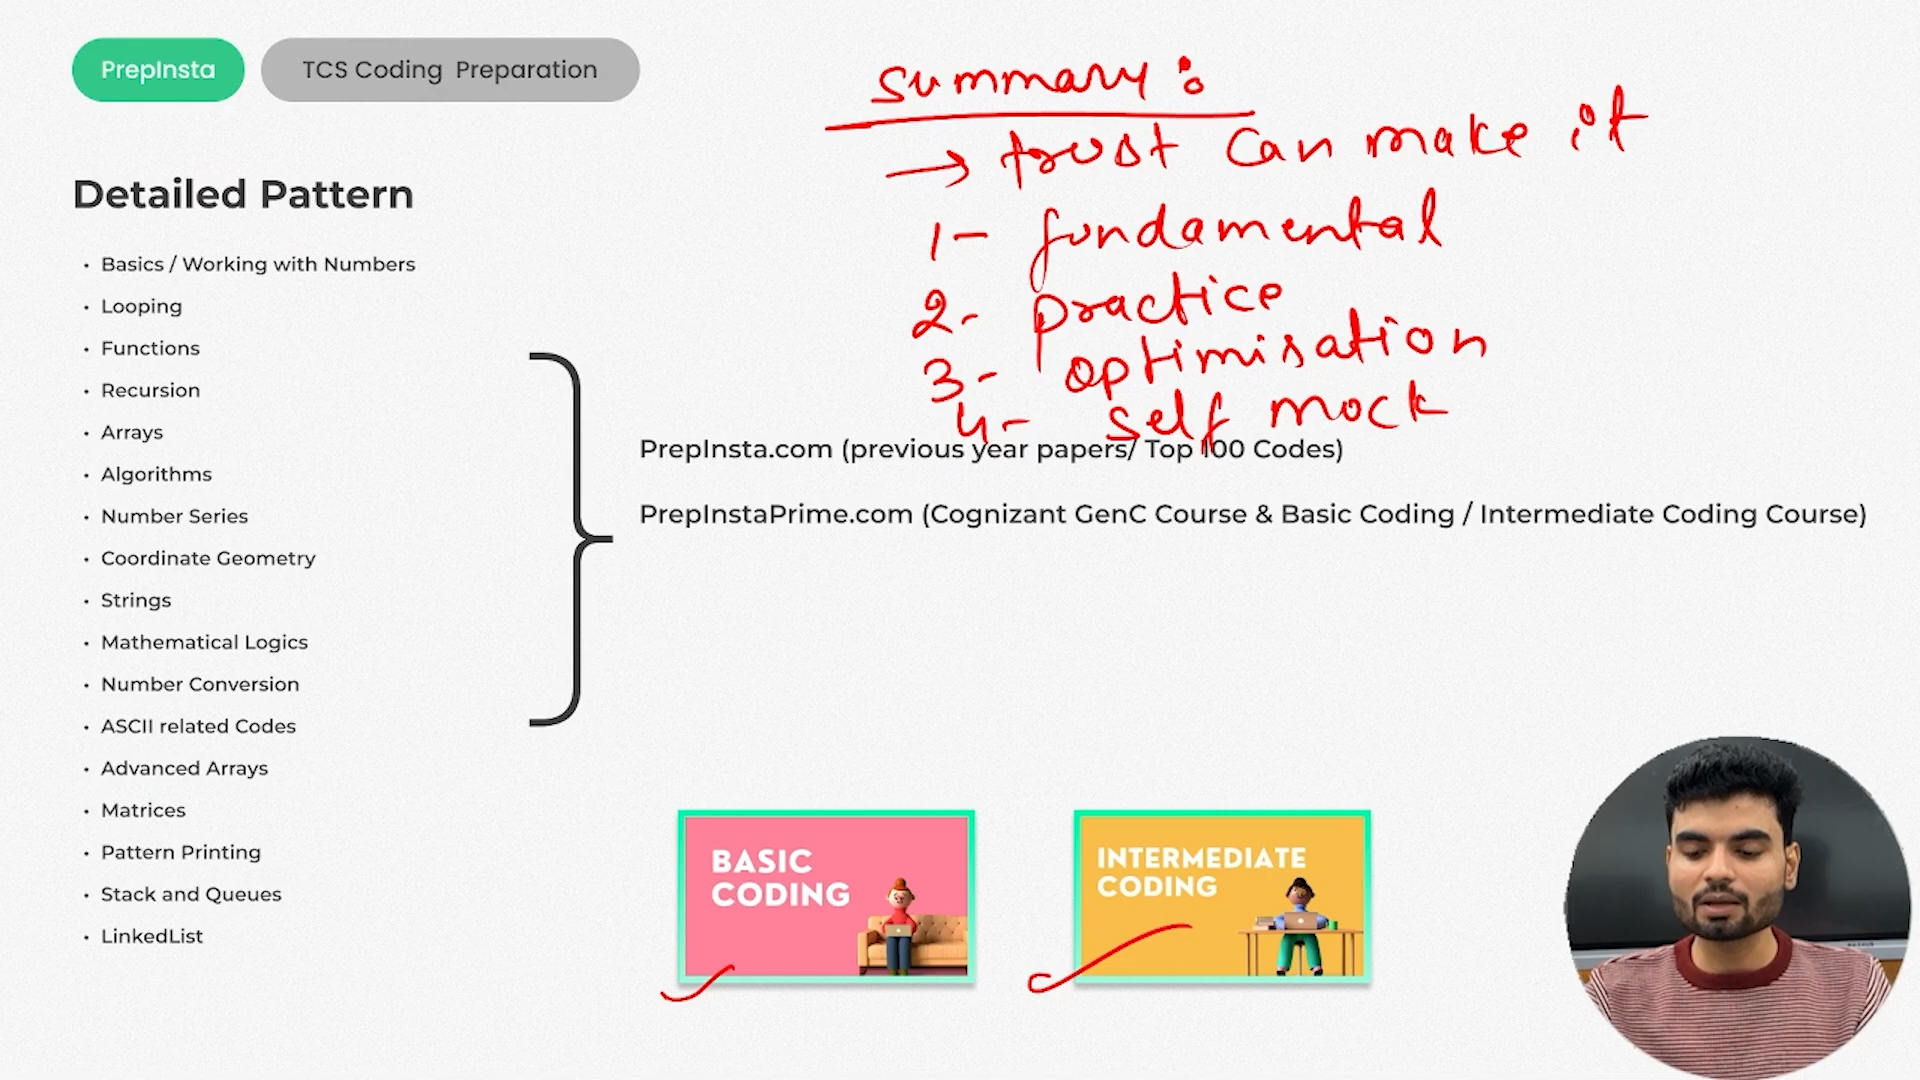 PrepInsta
TCS Coding Preparation
summary:
→ trust can make it
1- fundamental
2- practice
3- optimisation
4- self mock
Detailed Pattern
• Basics / Working with Numbers
• Looping
• Functions
• Recursion
• Arrays
• Algorithms
• Number Series
• Coordinate Geometry
• Strings
• Mathematical Logics
• Number Conversion
• ASCII related Codes
• Advanced Arrays
• Matrices
• Pattern Printing
• Stack and Queues
• LinkedList
PrepInsta.com (previous year papers/ Top 100 Codes)
PrepInstaPrime.com (Cognizant GenC Course & Basic Coding / Intermediate Coding Course)
BASIC
CODING
INTERMEDIATE
CODING